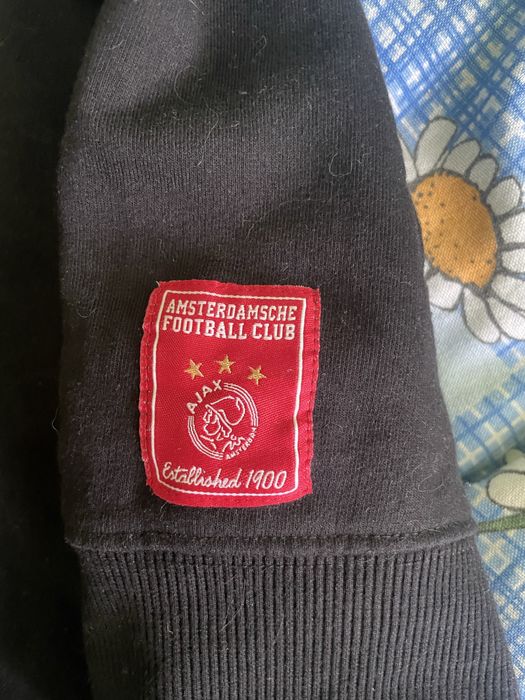 AMSTERDAMSCHE
FOOTBALL CLUB
AJAX
AMSTERDAM
Established 1900